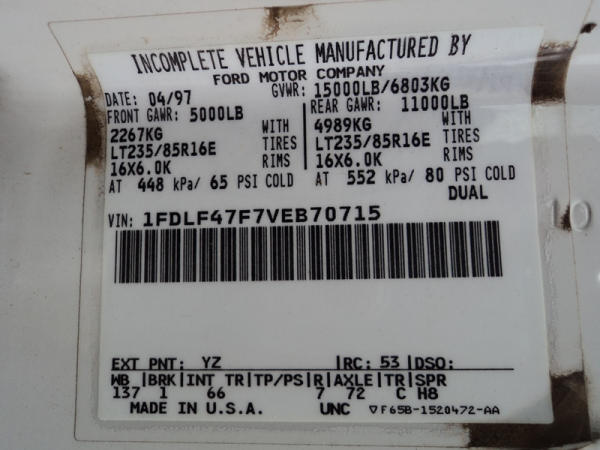 INCOMPLETE VEHICLE MANUFACTURED BY
FORD MOTOR COMPANY
DATE: 04/97 GVWR: 15000LB/6803KG
FRONT GAWR: 5000LB REAR GAWR: 11000LB
2267KG WITH 4989KG WITH
LT235/85R16E TIRES LT235/85R16E TIRES
16X6.0K RIMS 16X6.0K RIMS
AT 448 kPa/ 65 PSI COLD AT 552 kPa/ 80 PSI COLD
DUAL
VIN: 1FDLF47F7VEB70715
10
EXT PNT: YZ |RC: 53 |DSO:
WB |BRK|INT TR|TP/PS|R|AXLE|TR|SPR
137 1 66 7 72 C H8
MADE IN U.S.A. UNC ▽F65B-1520472-AA